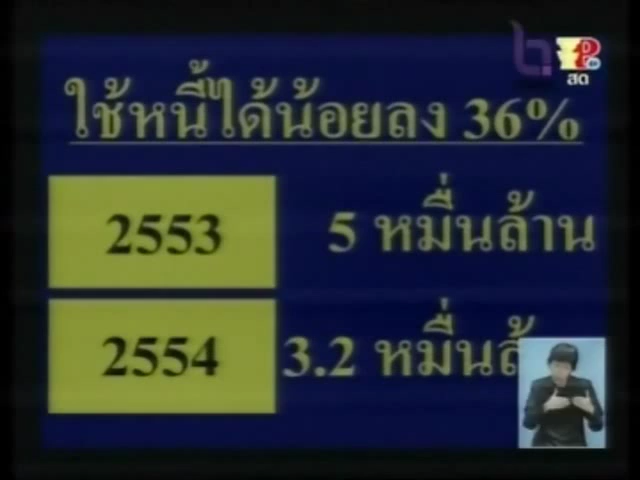 สด
ใช้หนี้ได้น้อยลง 36%
2553 5 หมื่นล้าน
2554 3.2 หมื่นล้